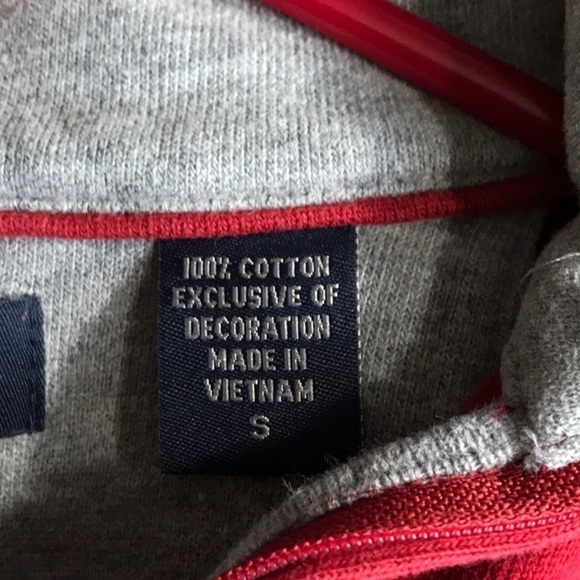 100% COTTON
EXCLUSIVE OF
DECORATION
MADE IN
VIETNAM
S